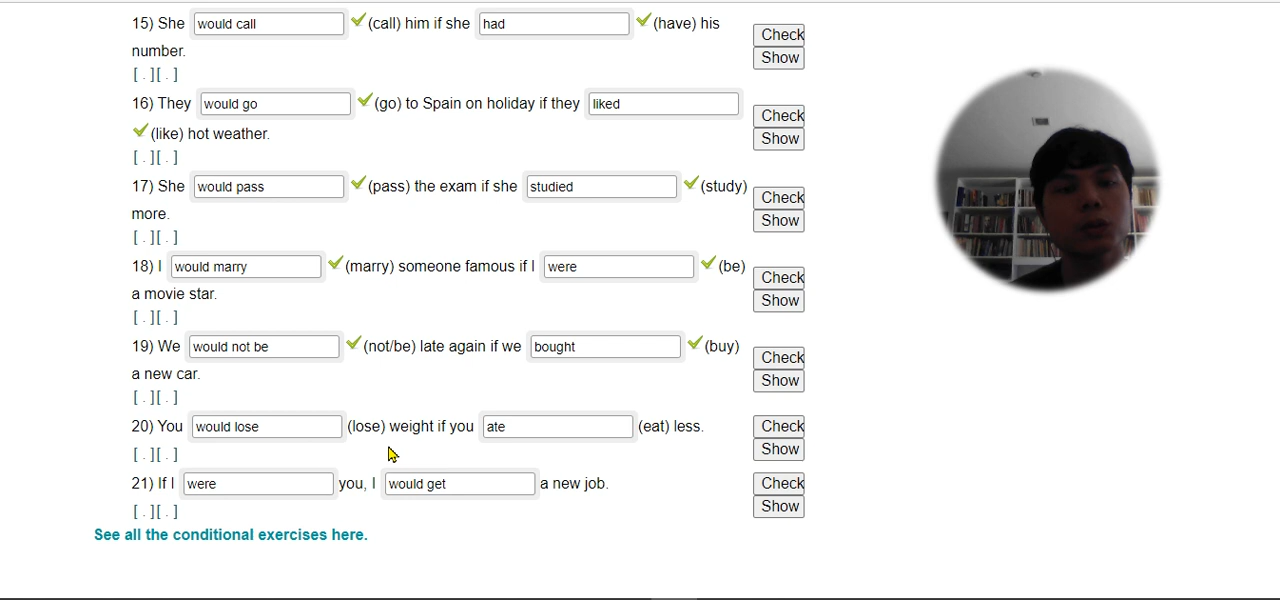 15) She would call (call) him if she had (have) his Check
number. Show
[ . ][ . ]
16) They would go (go) to Spain on holiday if they liked Check
(like) hot weather. Show
[ . ][ . ]
17) She would pass (pass) the exam if she studied (study) Check
more. Show
[ . ][ . ]
18) I would marry (marry) someone famous if I were (be) Check
a movie star. Show
[ . ][ . ]
19) We would not be (not/be) late again if we bought (buy) Check
a new car. Show
[ . ][ . ]
20) You would lose (lose) weight if you ate (eat) less. Check
[ . ][ . ] Show
21) If I were you, I would get a new job. Check
[ . ][ . ] Show
See all the conditional exercises here.